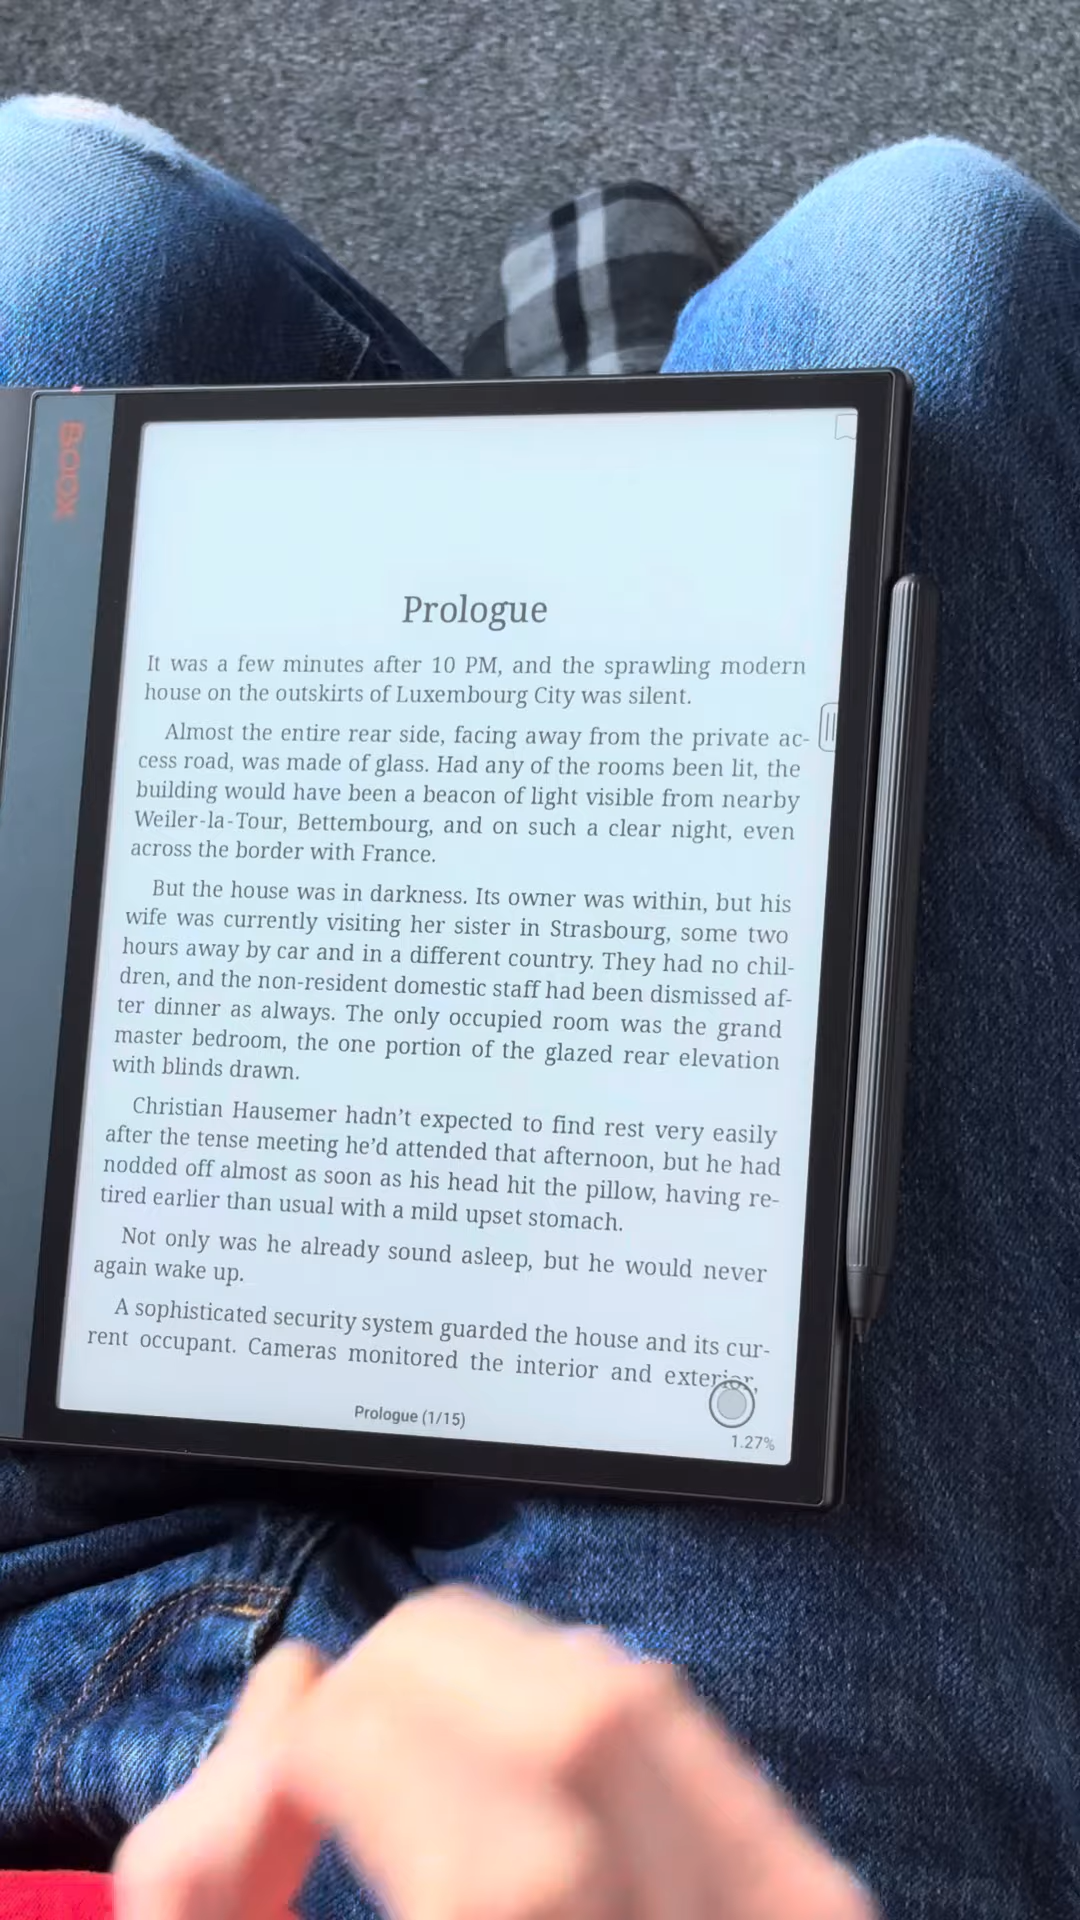 BOOX
Prologue
It was a few minutes after 10 PM, and the sprawling modern
house on the outskirts of Luxembourg City was silent.
Almost the entire rear side, facing away from the private ac-
cess road, was made of glass. Had any of the rooms been lit, the
building would have been a beacon of light visible from nearby
Weiler-la-Tour, Bettembourg, and on such a clear night, even
across the border with France.
But the house was in darkness. Its owner was within, but his
wife was currently visiting her sister in Strasbourg, some two
hours away by car and in a different country. They had no chil-
dren, and the non-resident domestic staff had been dismissed af-
ter dinner as always. The only occupied room was the grand
master bedroom, the one portion of the glazed rear elevation
with blinds drawn.
Christian Hausemer hadn’t expected to find rest very easily
after the tense meeting he’d attended that afternoon, but he had
nodded off almost as soon as his head hit the pillow, having re-
tired earlier than usual with a mild upset stomach.
Not only was he already sound asleep, but he would never
again wake up.
A sophisticated security system guarded the house and its cur-
rent occupant. Cameras monitored the interior and exterior,
Prologue (1/15)
1.27%